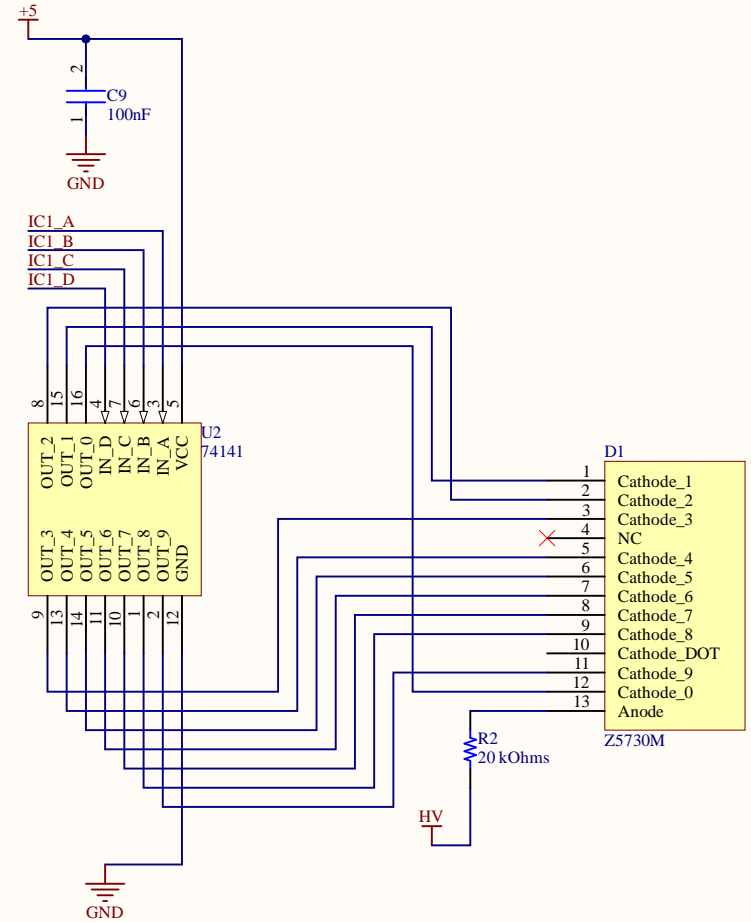 +5
2
C9
100nF
1
GND
IC1_A
IC1_B
IC1_C
IC1_D
8 15 16 4 7 6 3 5
U2
74141
OUT_2 OUT_1 OUT_0 IN_D IN_C IN_B IN_A VCC
OUT_3 OUT_4 OUT_5 OUT_6 OUT_7 OUT_8 OUT_9 GND
9 13 14 11 10 1 2 12
D1
1 Cathode_1
2 Cathode_2
3 Cathode_3
4 NC
5 Cathode_4
6 Cathode_5
7 Cathode_6
8 Cathode_7
9 Cathode_8
10 Cathode_DOT
11 Cathode_9
12 Cathode_0
13 Anode
Z5730M
R2
20 kOhms
HV
GND